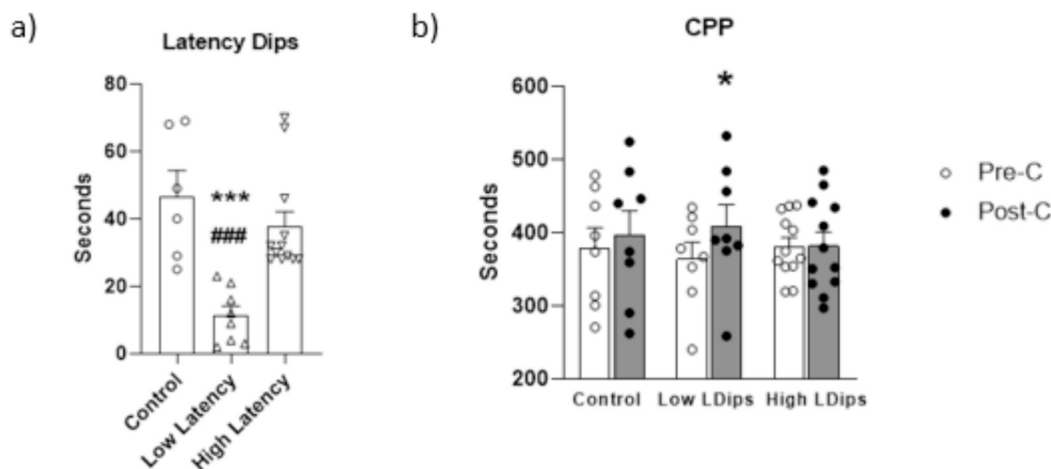 a)
Latency Dips
80
60
40
20
0
Seconds
***
###
Control
Low Latency
High Latency
b)
CPP
600
500
400
300
200
Seconds
*
Control
Low LDips
High LDips
Pre-C
Post-C